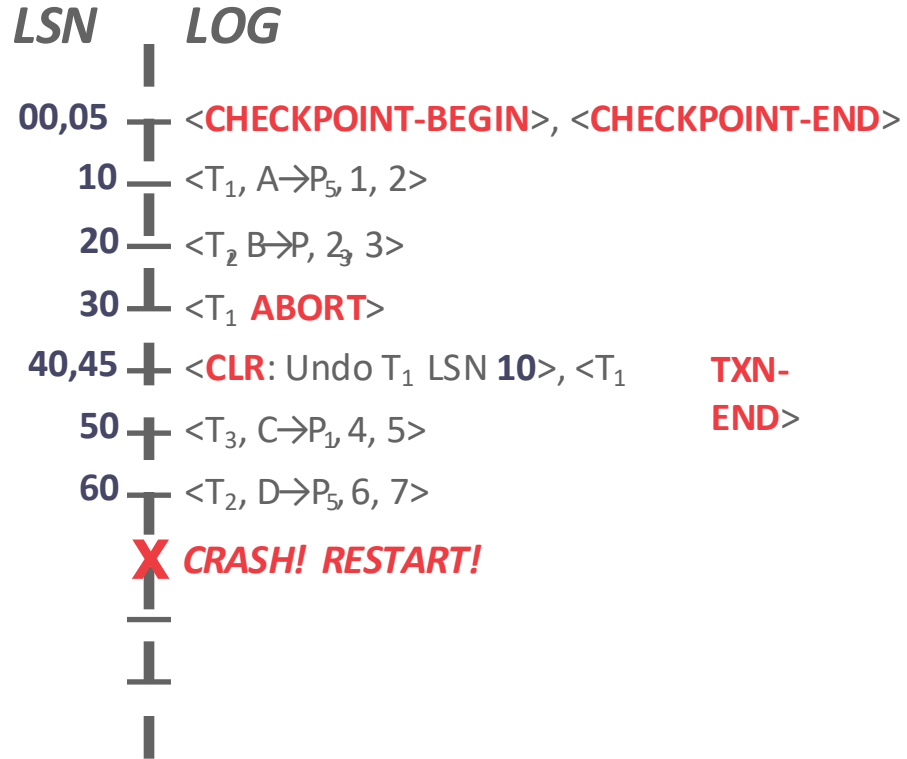 LSN LOG
00,05 <CHECKPOINT-BEGIN>, <CHECKPOINT-END>
10 <T₁, A→P₅, 1, 2>
20 <T₂ B→P, 2₃, 3>
30 <T₁ ABORT>
40,45 <CLR: Undo T₁ LSN 10>, <T₁ TXN-
END>
50 <T₃, C→P₁, 4, 5>
60 <T₂, D→P₅, 6, 7>
X CRASH! RESTART!